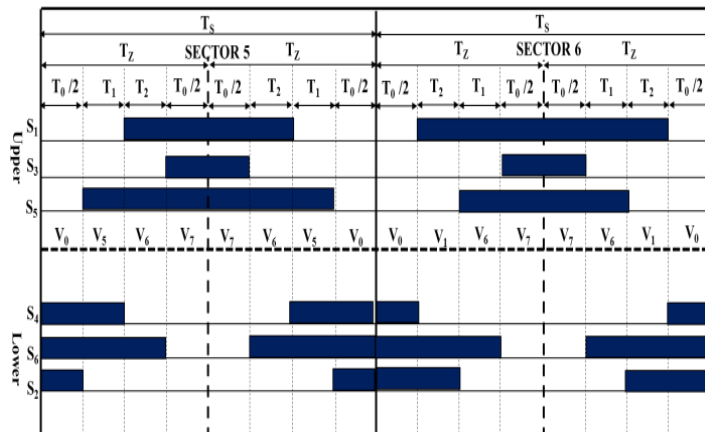 T_S T_S
T_Z SECTOR 5 T_Z T_Z SECTOR 6 T_Z
T_0/2 T_1 T_2 T_0/2 T_0/2 T_2 T_1 T_0/2 T_0/2 T_2 T_1 T_0/2 T_0/2 T_1 T_2 T_0/2
Upper
S_1
S_3
S_5
V_0 V_5 V_6 V_7 V_7 V_6 V_5 V_0 V_0 V_1 V_6 V_7 V_7 V_6 V_1 V_0
Lower
S_4
S_6
S_2